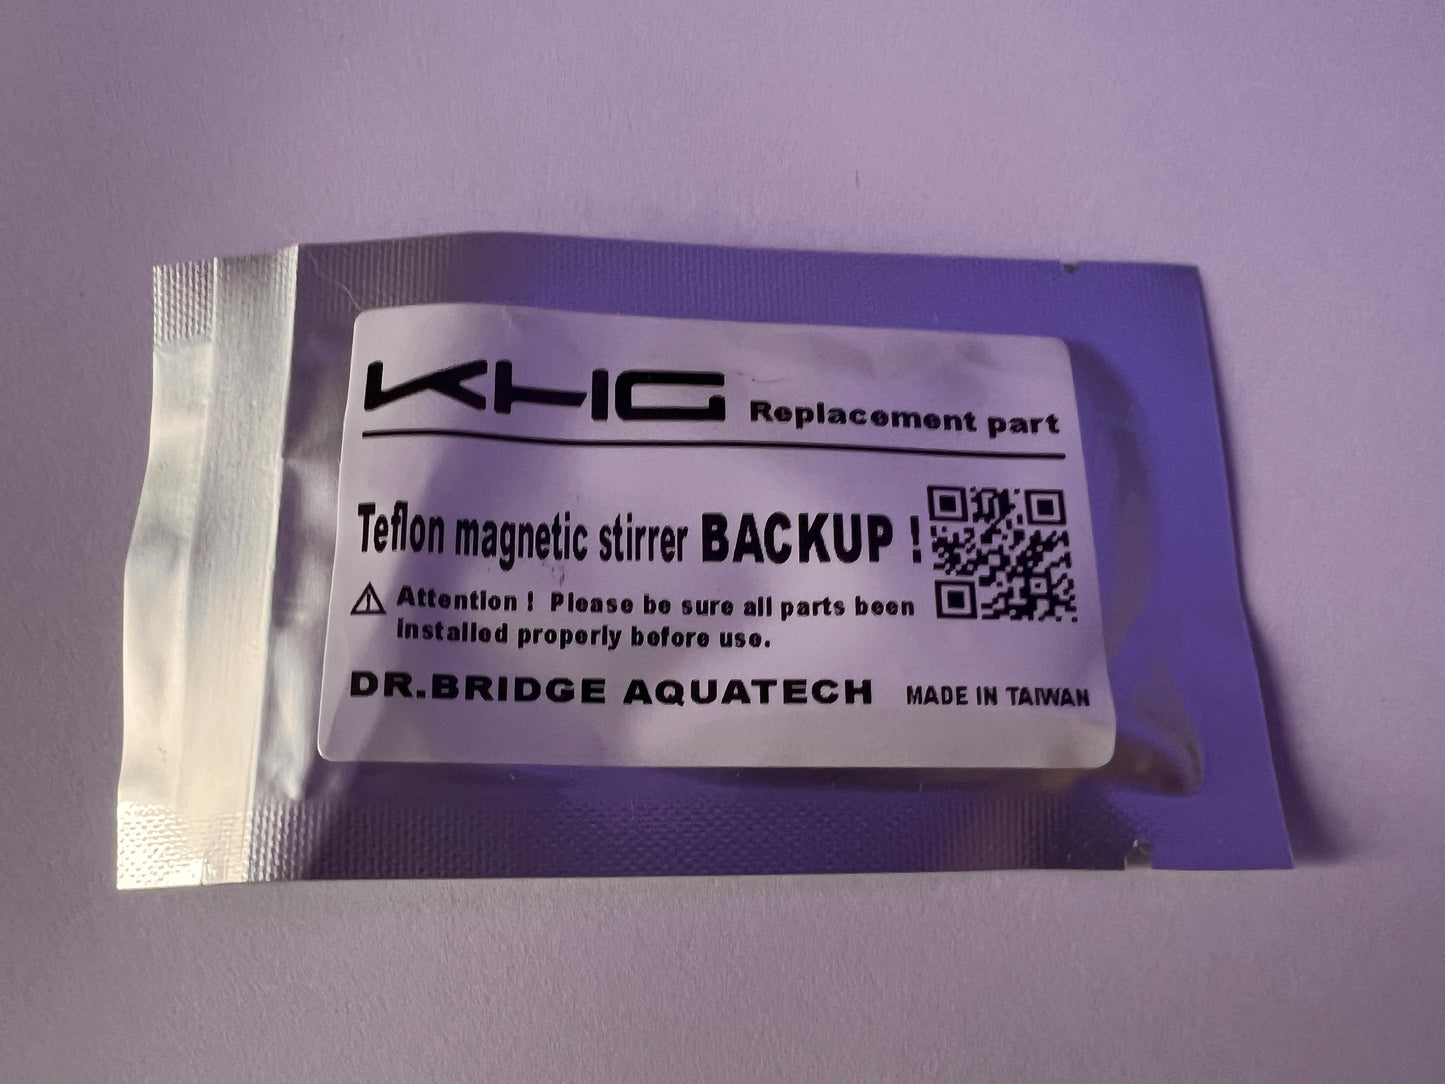 KHG Replacement part
Teflon magnetic stirrer BACKUP !
Attention ! Please be sure all parts been
installed properly before use.
DR.BRIDGE AQUATECH MADE IN TAIWAN